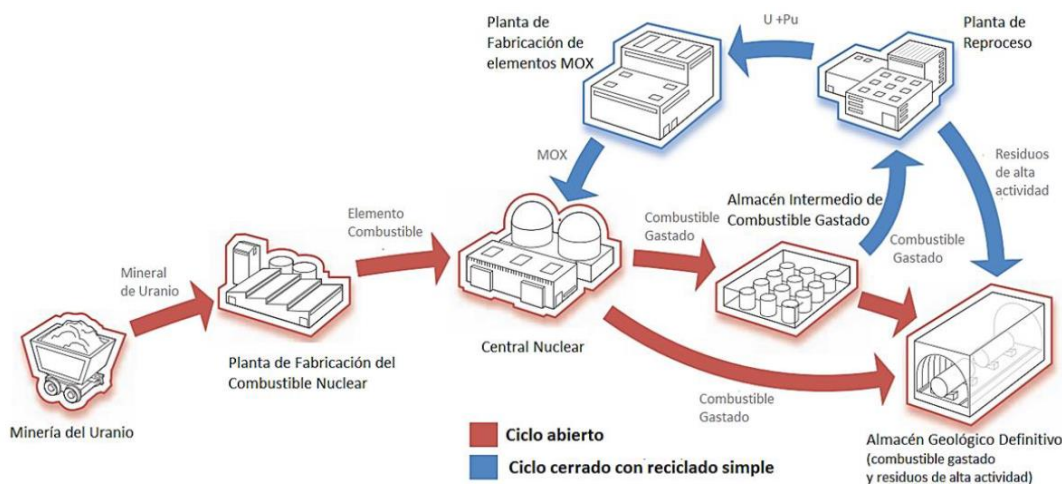 Planta de
Fabricación de
elementos MOX
U +Pu
Planta de
Reproceso
MOX
Residuos
de alta
actividad
Almacén Intermedio de
Combustible Gastado
Elemento
Combustible
Combustible
Gastado
Combustible
Gastado
Mineral
de Uranio
Planta de Fabricación del
Combustible Nuclear
Central Nuclear
Minería del Uranio
Combustible
Gastado
Almacén Geológico Definitivo
(combustible gastado
y residuos de alta actividad)
Ciclo abierto
Ciclo cerrado con reciclado simple